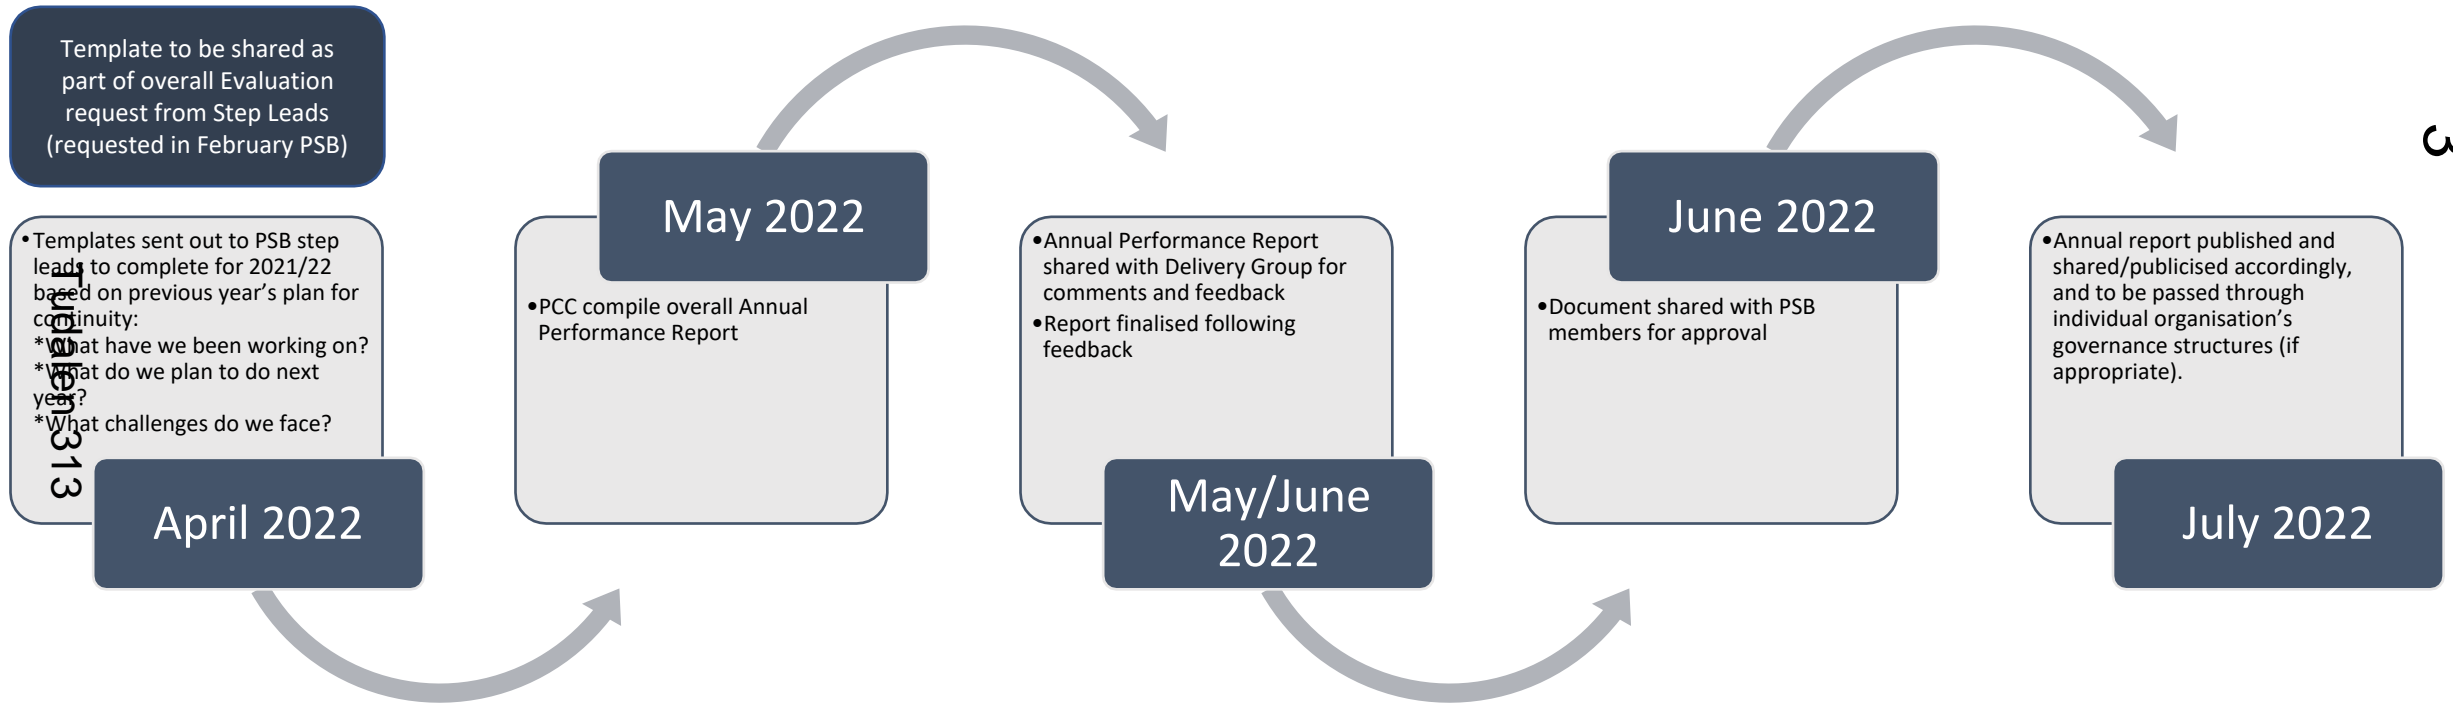 Template to be shared as
part of overall Evaluation
request from Step Leads
(requested in February PSB)
•Templates sent out to PSB step
leads to complete for 2021/22
based on previous year’s plan for
continuity:
*What have we been working on?
*What do we plan to do next
year?
*What challenges do we face?
April 2022
Tudalen 313
May 2022
•PCC compile overall Annual
Performance Report
•Annual Performance Report
shared with Delivery Group for
comments and feedback
•Report finalised following
feedback
May/June
2022
June 2022
•Document shared with PSB
members for approval
•Annual report published and
shared/publicised accordingly,
and to be passed through
individual organisation’s
governance structures (if
appropriate).
July 2022
3